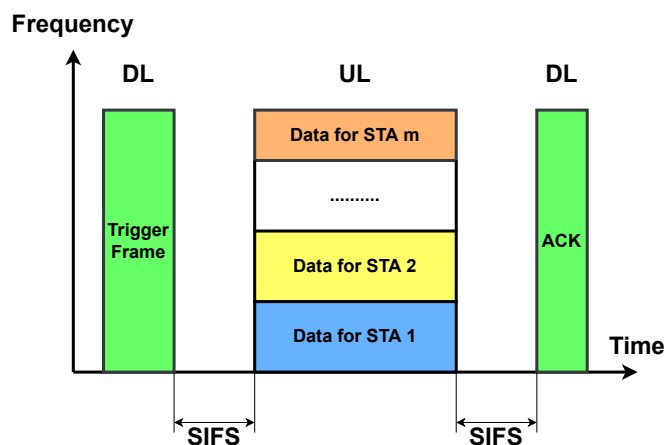 Frequency
DL
UL
DL
Data for STA m
..........
Trigger
Frame
Data for STA 2
ACK
Data for STA 1
Time
SIFS
SIFS